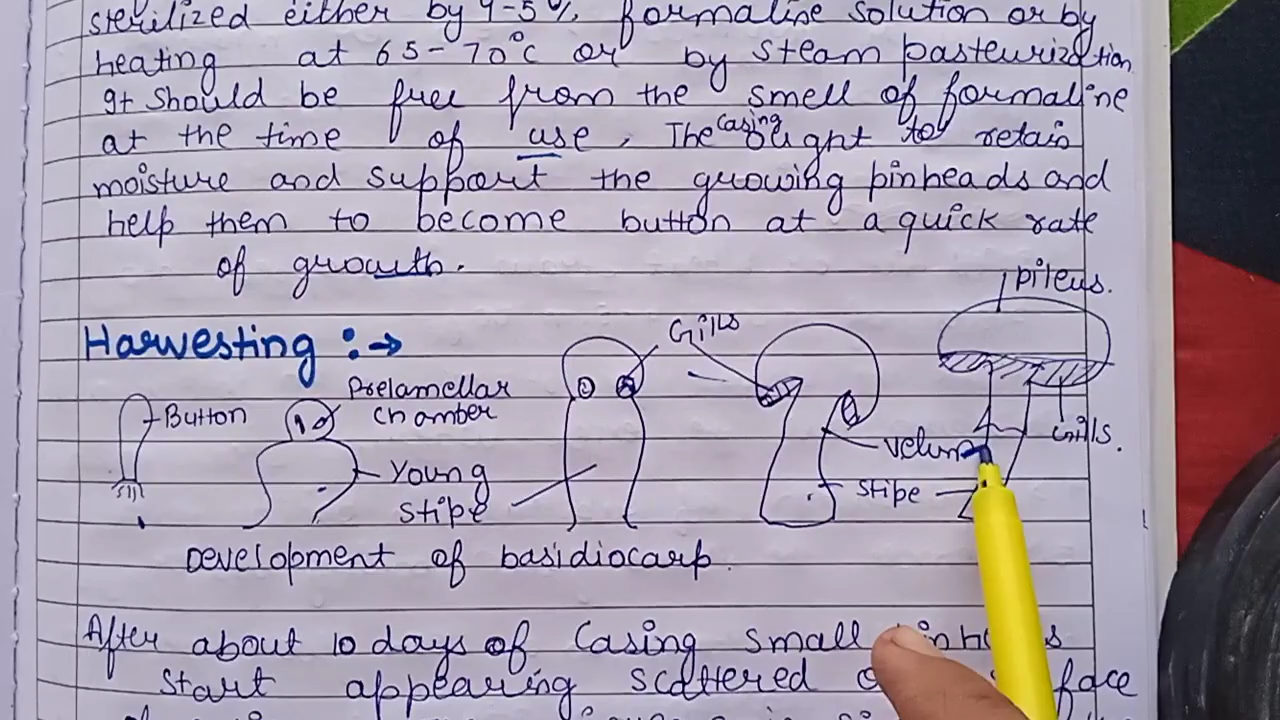 sterilized either by 4-5% formaline solution or by
heating at 65-70°C or by steam pasteurization
It should be free from the smell of formaline
at the time of use. The casing ought to retain
moisture and support the growing pinheads and
help them to become button at a quick rate
of growth.
Harvesting :→
Pileus.
Gills
Prelamellar
chamber
Button
Gills.
Velum
Young
stipe
Stipe
Development of basidiocarp.
After about 10 days of casing small
start appearing scattered